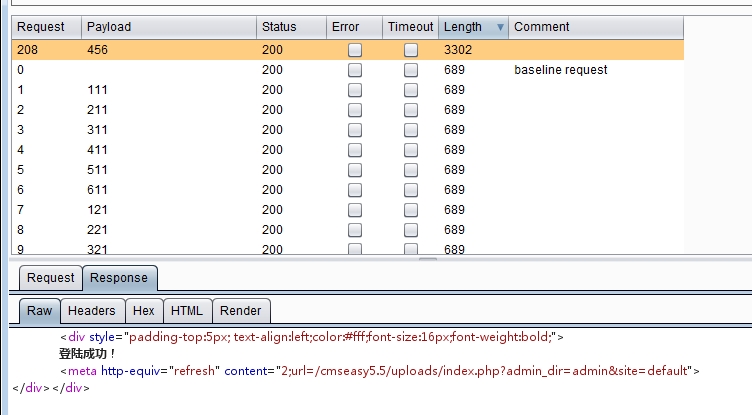 Request Payload Status Error Timeout Length Comment
208 456 200 3302
0 200 689 baseline request
1 111 200 689
2 211 200 689
3 311 200 689
4 411 200 689
5 511 200 689
6 611 200 689
7 121 200 689
8 221 200 689
9 321 200 689
Request Response
Raw Headers Hex HTML Render
<div style="padding-top:5px; text-align:left;color:#fff;font-size:16px;font-weight:bold;">
登陆成功！
<meta http-equiv="refresh" content="2;url=/cmseasy5.5/uploads/index.php?admin_dir=admin&site=default">
</div></div>